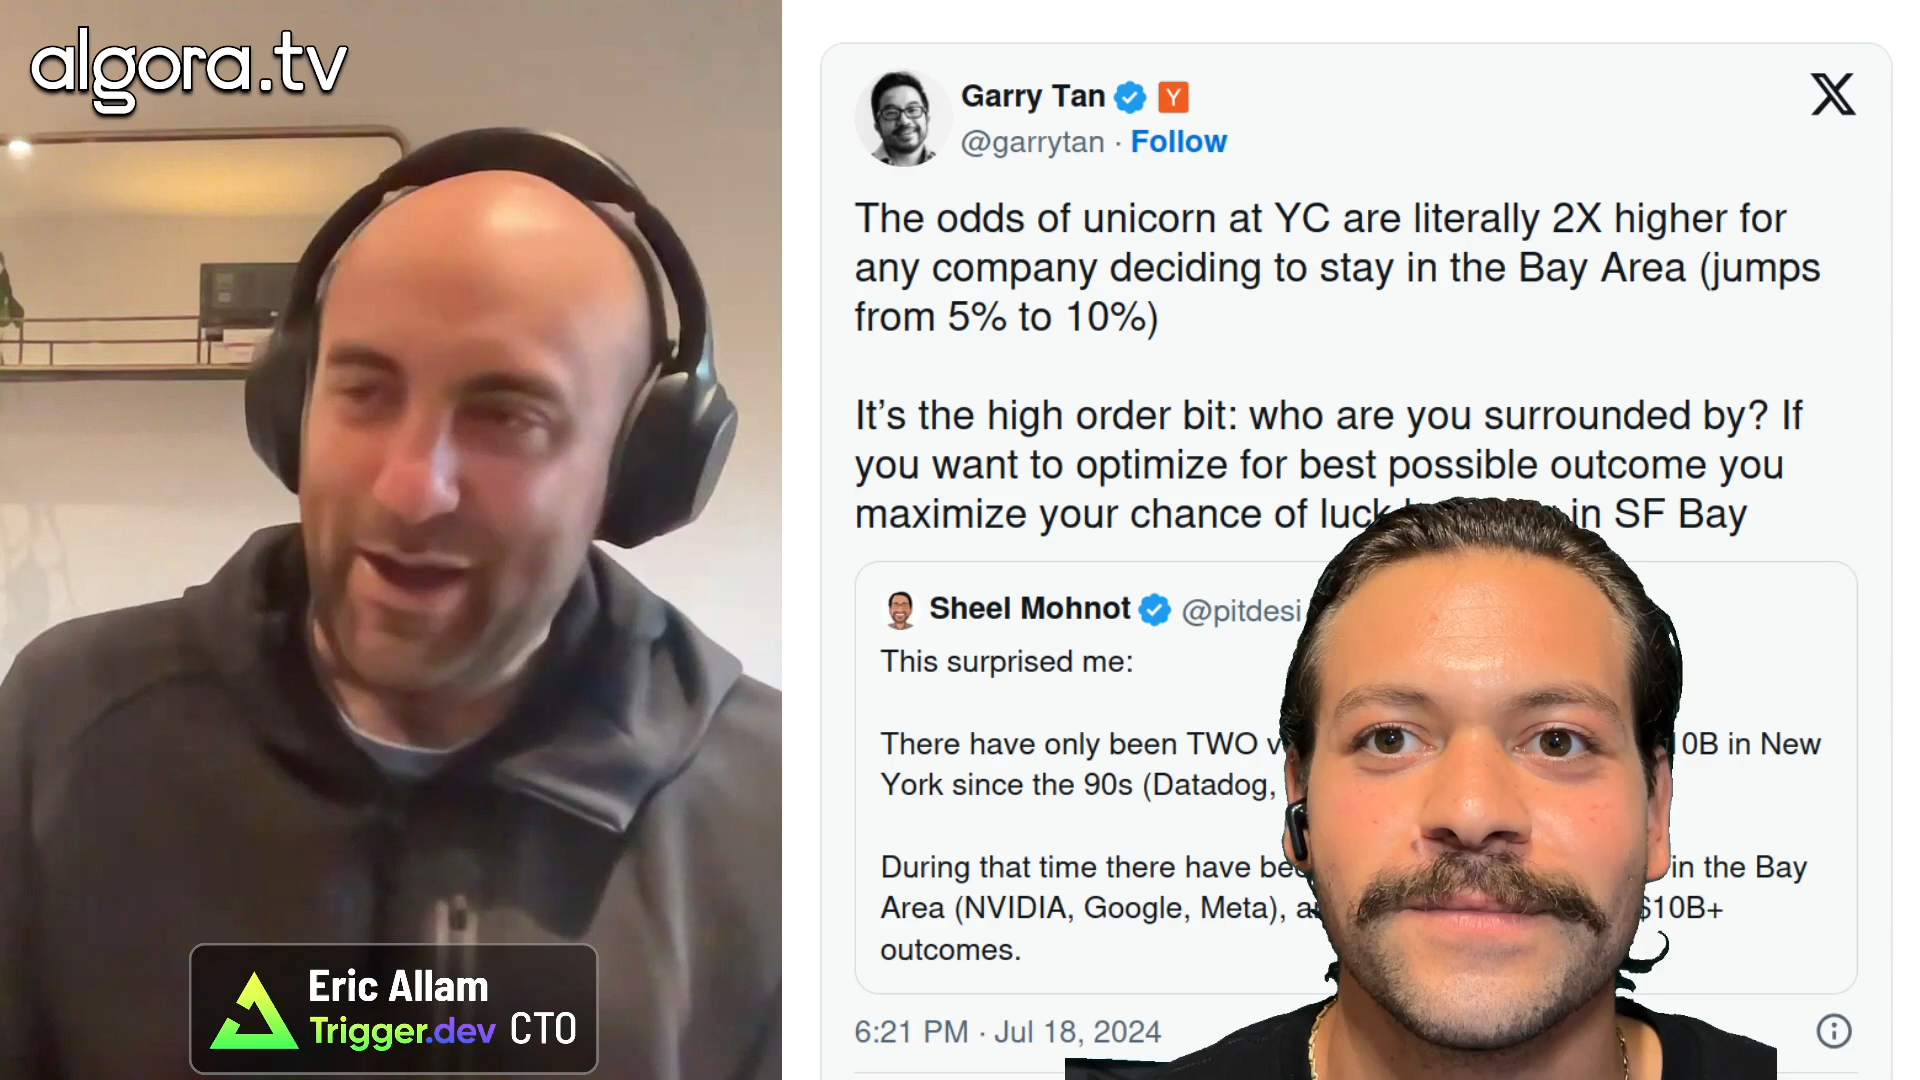 algora.tv
Eric Allam
Trigger.dev CTO
Garry Tan
@garrytan · Follow
The odds of unicorn at YC are literally 2X higher for
any company deciding to stay in the Bay Area (jumps
from 5% to 10%)
It’s the high order bit: who are you surrounded by? If
you want to optimize for best possible outcome you
maximize your chance of luck in SF Bay
Sheel Mohnot @pitdesi
This surprised me:
There have only been TWO 10B in New
York since the 90s (Datadog,
During that time there have in the Bay
Area (NVIDIA, Google, Meta), $10B+
outcomes.
6:21 PM · Jul 18, 2024